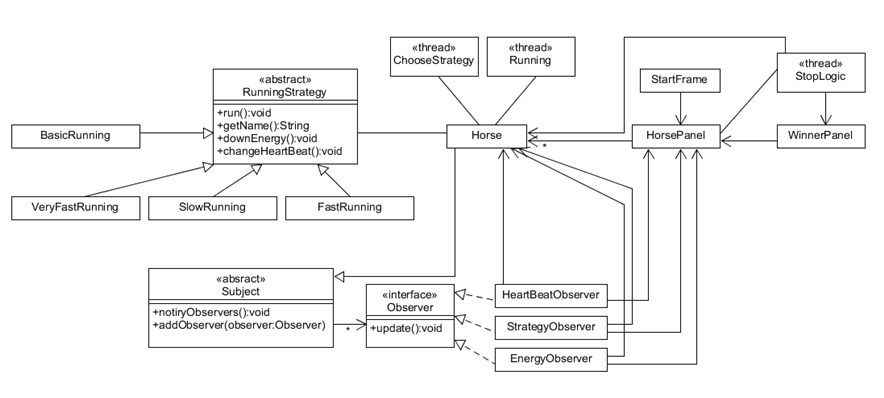 «thread»
ChooseStrategy
«thread»
Running
«thread»
StopLogic
«abstract»
RunningStrategy
+run():void
+getName():String
+downEnergy():void
+changeHeartBeat():void
StartFrame
BasicRunning
Horse
*
HorsePanel
WinnerPanel
VeryFastRunning
SlowRunning
FastRunning
«absract»
Subject
+notiryObservers():void
+addObserver(observer:Observer)
*
«interface»
Observer
+update():void
HeartBeatObserver
StrategyObserver
EnergyObserver